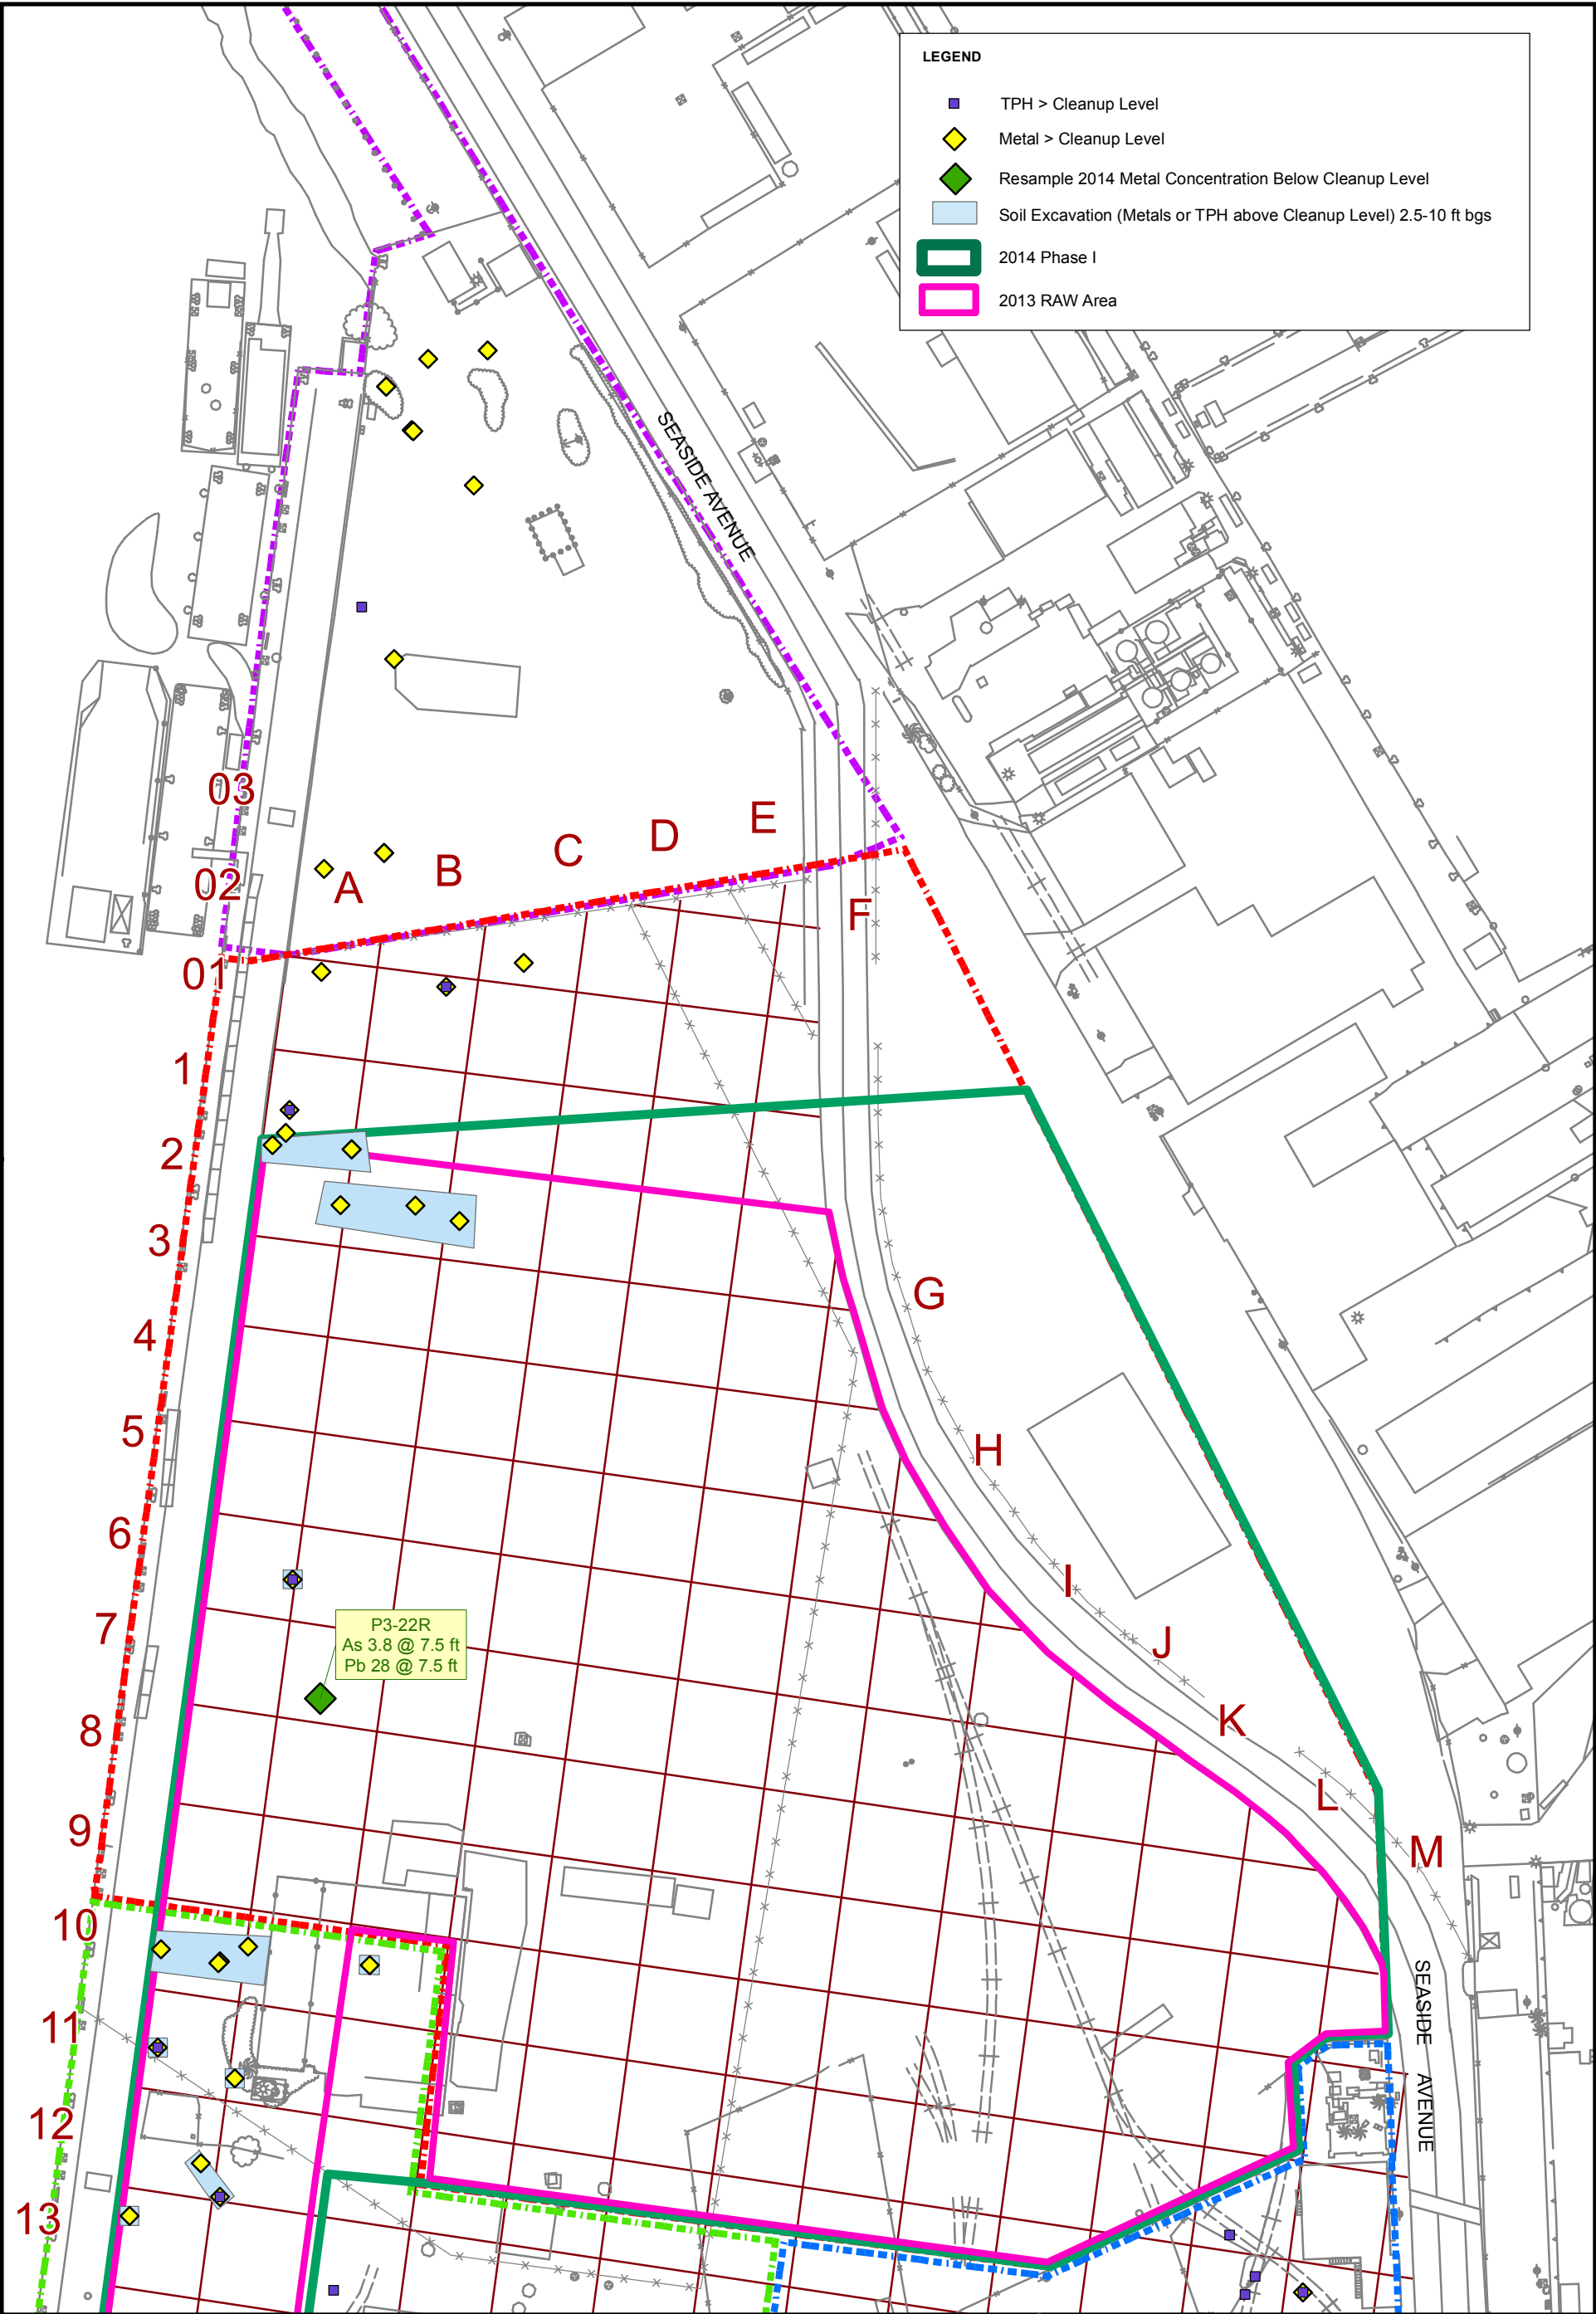 LEGEND
TPH > Cleanup Level
Metal > Cleanup Level
Resample 2014 Metal Concentration Below Cleanup Level
Soil Excavation (Metals or TPH above Cleanup Level) 2.5-10 ft bgs
2014 Phase I
2013 RAW Area
SEASIDE AVENUE
03
02
01
A
B
C
D
E
F
1
2
3
G
4
5
H
6
I
7
P3-22R
As 3.8 @ 7.5 ft
Pb 28 @ 7.5 ft
J
8
K
L
9
M
10
11
SEASIDE AVENUE
12
13